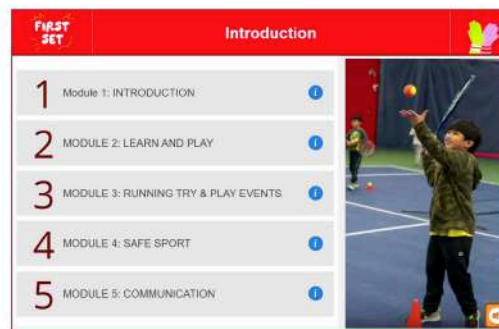 FIRST
SET
Introduction
1 Module 1: INTRODUCTION
2 MODULE 2: LEARN AND PLAY
3 MODULE 3: RUNNING TRY & PLAY EVENTS
4 MODULE 4: SAFE SPORT
5 MODULE 5: COMMUNICATION